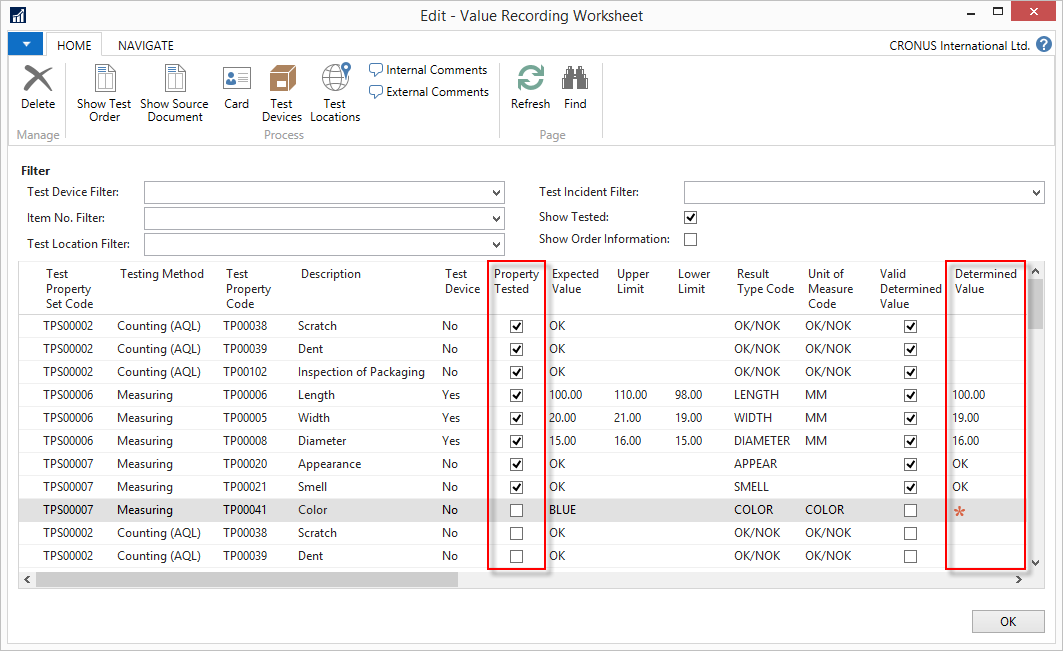 Edit - Value Recording Worksheet
HOME NAVIGATE CRONUS International Ltd. ?
Delete
Show Test Order
Show Source Document
Card
Test Devices
Test Locations
Internal Comments
External Comments
Refresh
Find
Manage Process Page
Filter
Test Device Filter: Test Incident Filter:
Item No. Filter: Show Tested:
Test Location Filter: Show Order Information:
Test Property Set Code Testing Method Test Property Code Description Test Device Property Tested Expected Value Upper Limit Lower Limit Result Type Code Unit of Measure Code Valid Determined Value Determined Value
TPS00002 Counting (AQL) TP00038 Scratch No OK OK/NOK OK/NOK
TPS00002 Counting (AQL) TP00039 Dent No OK OK/NOK OK/NOK
TPS00002 Counting (AQL) TP00102 Inspection of Packaging No OK OK/NOK OK/NOK
TPS00006 Measuring TP00006 Length Yes 100.00 110.00 98.00 LENGTH MM 100.00
TPS00006 Measuring TP00005 Width Yes 20.00 21.00 19.00 WIDTH MM 19.00
TPS00006 Measuring TP00008 Diameter Yes 15.00 16.00 15.00 DIAMETER MM 16.00
TPS00007 Measuring TP00020 Appearance No OK APPEAR OK
TPS00007 Measuring TP00021 Smell No OK SMELL OK
TPS00007 Measuring TP00041 Color No BLUE COLOR COLOR *
TPS00002 Counting (AQL) TP00038 Scratch No OK OK/NOK OK/NOK
TPS00002 Counting (AQL) TP00039 Dent No OK OK/NOK OK/NOK
OK